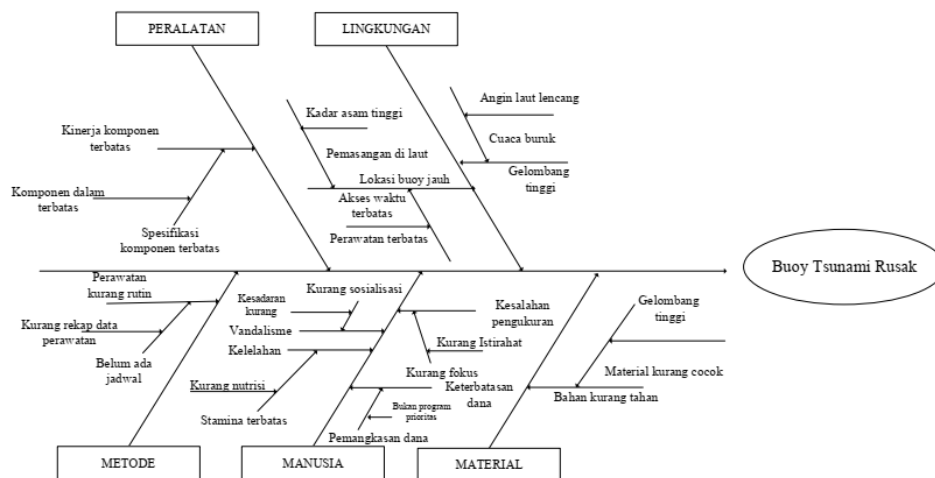 PERALATAN
LINGKUNGAN
Kadar asam tinggi
Angin laut lencang
Kinerja komponen
terbatas
Cuaca buruk
Pemasangan di laut
Gelombang
tinggi
Lokasi buoy jauh
Komponen dalam
terbatas
Akses waktu
terbatas
Spesifikasi
komponen terbatas
Perawatan terbatas
Buoy Tsunami Rusak
Perawatan
kurang rutin
Kurang rekap data
perawatan
Belum ada
jadwal
Kurang sosialisasi
Kesadaran
kurang
Vandalisme
Kelelahan
Kurang nutrisi
Stamina terbatas
Kesalahan
pengukuran
Kurang Istirahat
Kurang fokus
Keterbatasan
dana
Bukan program
prioritas
Pemangkasan dana
Gelombang
tinggi
Material kurang cocok
Bahan kurang tahan
METODE
MANUSIA
MATERIAL